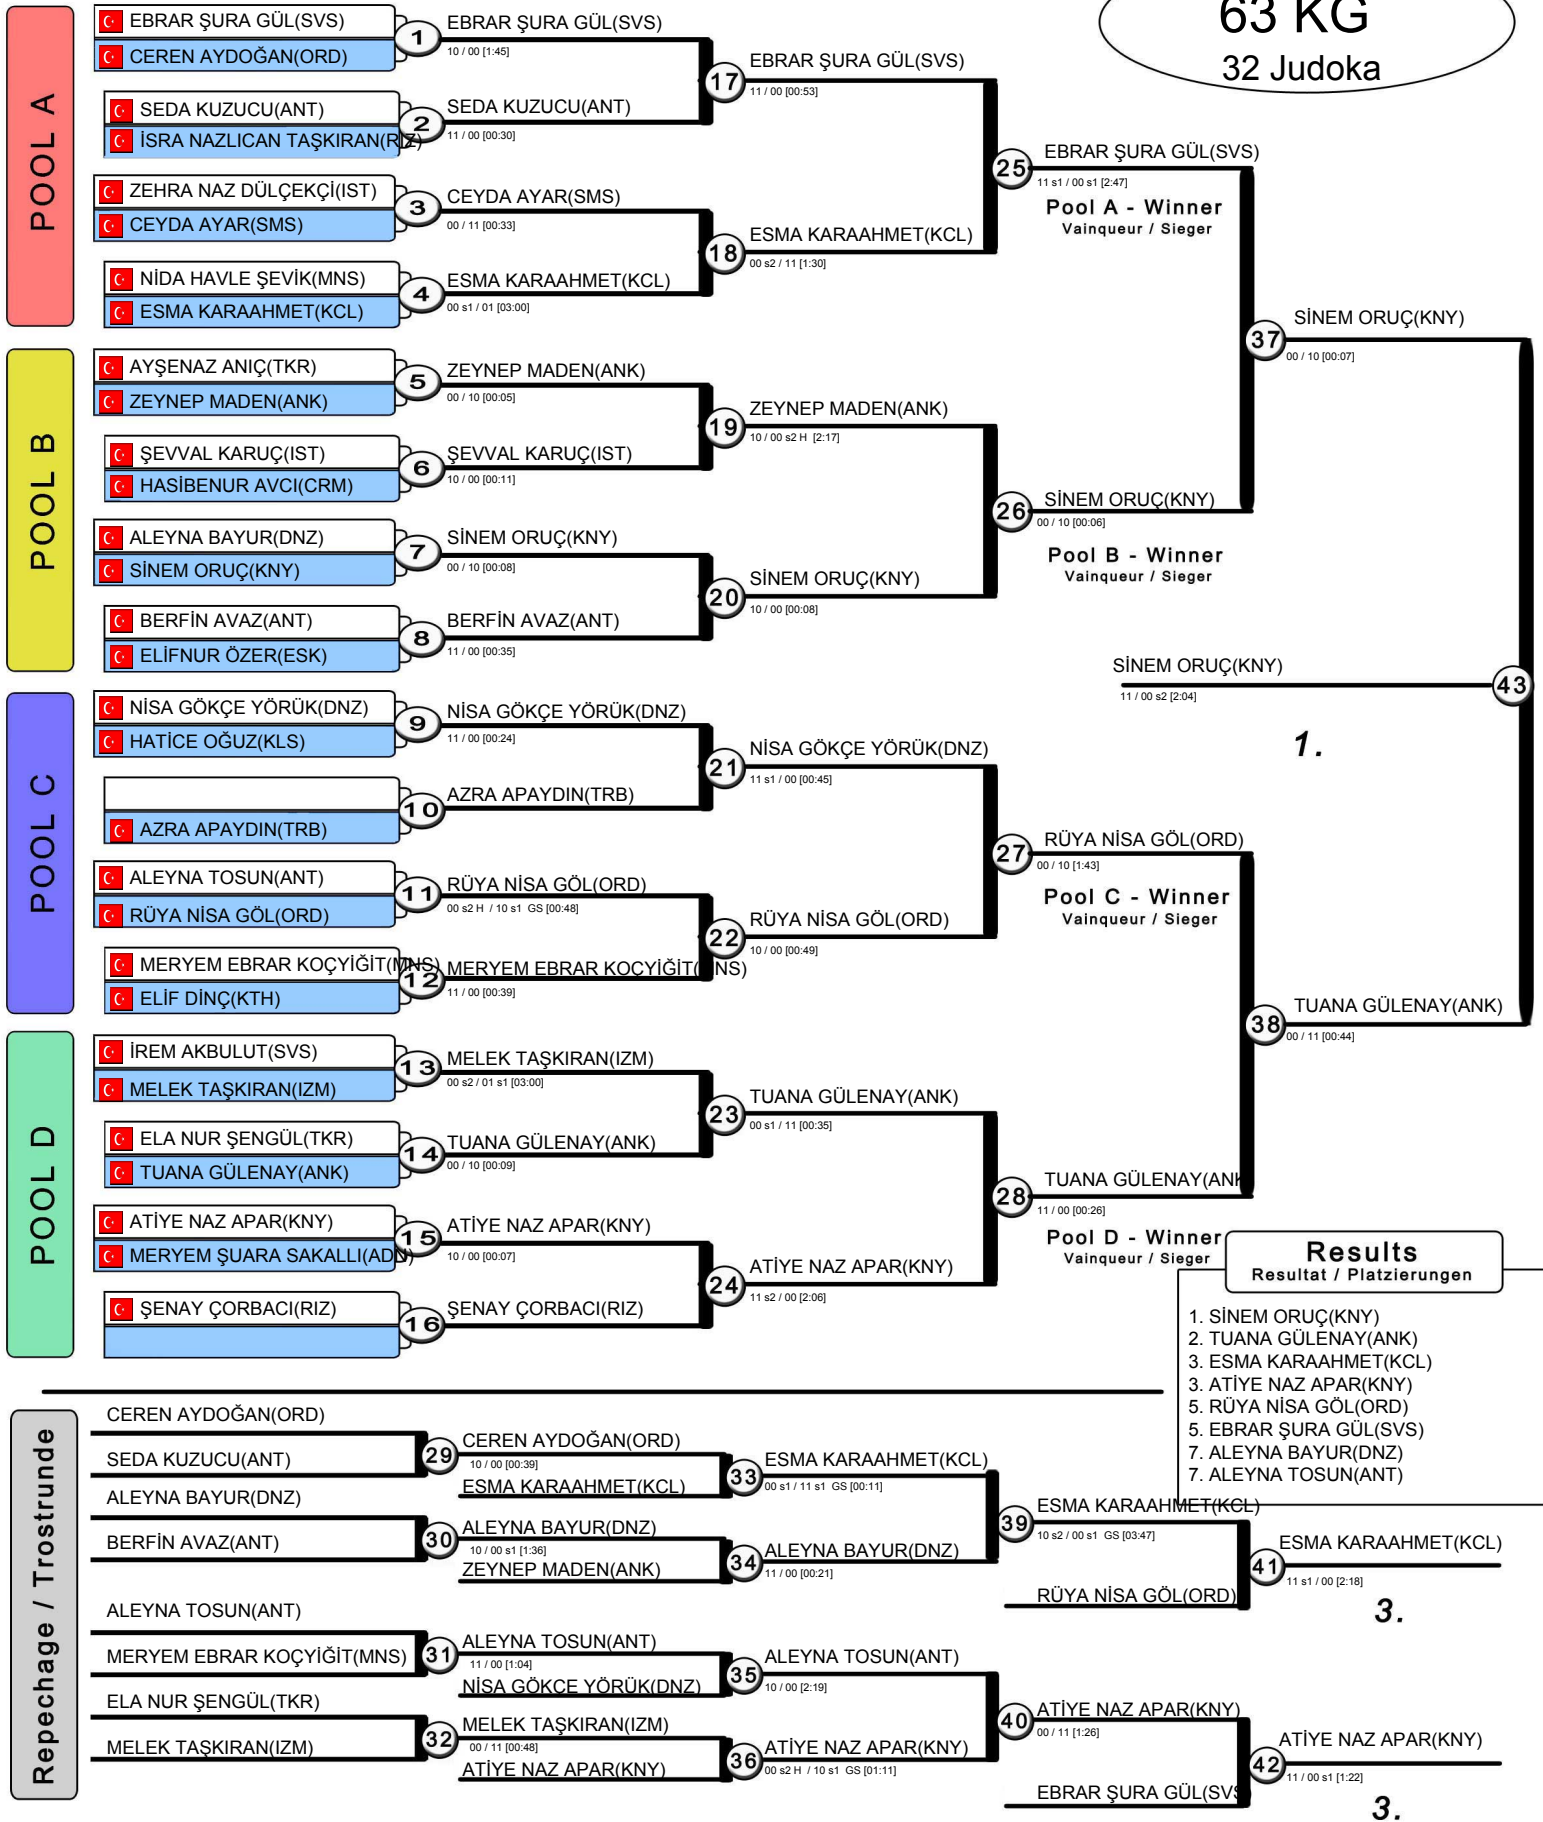 63 KG
32 Judoka
POOL A
EBRAR ŞURA GÜL(SVS)
CEREN AYDOĞAN(ORD)
1
EBRAR ŞURA GÜL(SVS)
10 / 00 [1:45]
SEDA KUZUCU(ANT)
İSRA NAZLICAN TAŞKIRAN(RIZ)
2
SEDA KUZUCU(ANT)
11 / 00 [00:30]
17
EBRAR ŞURA GÜL(SVS)
11 / 00 [00:53]
ZEHRA NAZ DÜLÇEKÇİ(IST)
CEYDA AYAR(SMS)
3
CEYDA AYAR(SMS)
00 / 11 [00:33]
NİDA HAVLE ŞEVİK(MNS)
ESMA KARAAHMET(KCL)
4
ESMA KARAAHMET(KCL)
00 s1 / 01 [03:00]
18
ESMA KARAAHMET(KCL)
00 s2 / 11 [1:30]
25
EBRAR ŞURA GÜL(SVS)
11 s1 / 00 s1 [2:47]
Pool A - Winner
Vainqueur / Sieger
POOL B
AYŞENAZ ANIÇ(TKR)
ZEYNEP MADEN(ANK)
5
ZEYNEP MADEN(ANK)
00 / 10 [00:05]
ŞEVVAL KARUÇ(IST)
HASİBENUR AVCI(CRM)
6
ŞEVVAL KARUÇ(IST)
10 / 00 [00:11]
19
ZEYNEP MADEN(ANK)
10 / 00 s2 H [2:17]
ALEYNA BAYUR(DNZ)
SİNEM ORUÇ(KNY)
7
SİNEM ORUÇ(KNY)
00 / 10 [00:08]
BERFİN AVAZ(ANT)
ELİFNUR ÖZER(ESK)
8
BERFİN AVAZ(ANT)
11 / 00 [00:35]
20
SİNEM ORUÇ(KNY)
10 / 00 [00:08]
26
SİNEM ORUÇ(KNY)
00 / 10 [00:06]
Pool B - Winner
Vainqueur / Sieger
37
SİNEM ORUÇ(KNY)
00 / 10 [00:07]
SİNEM ORUÇ(KNY)
11 / 00 s2 [2:04]
43
1.
POOL C
NİSA GÖKÇE YÖRÜK(DNZ)
HATİCE OĞUZ(KLS)
9
NİSA GÖKÇE YÖRÜK(DNZ)
11 / 00 [00:24]
AZRA APAYDIN(TRB)
10
AZRA APAYDIN(TRB)
21
NİSA GÖKÇE YÖRÜK(DNZ)
11 s1 / 00 [00:45]
ALEYNA TOSUN(ANT)
RÜYA NİSA GÖL(ORD)
11
RÜYA NİSA GÖL(ORD)
00 s2 H / 10 s1 GS [00:48]
MERYEM EBRAR KOÇYİĞİT(MNS)
ELİF DİNÇ(KTH)
12
MERYEM EBRAR KOÇYİĞİT(MNS)
11 / 00 [00:39]
22
RÜYA NİSA GÖL(ORD)
10 / 00 [00:49]
27
RÜYA NİSA GÖL(ORD)
00 / 10 [1:43]
Pool C - Winner
Vainqueur / Sieger
POOL D
İREM AKBULUT(SVS)
MELEK TAŞKIRAN(IZM)
13
MELEK TAŞKIRAN(IZM)
00 s2 / 01 s1 [03:00]
ELA NUR ŞENGÜL(TKR)
TUANA GÜLENAY(ANK)
14
TUANA GÜLENAY(ANK)
00 / 10 [00:09]
23
TUANA GÜLENAY(ANK)
00 s1 / 11 [00:35]
ATİYE NAZ APAR(KNY)
MERYEM ŞUARA SAKALLI(ADN)
15
ATİYE NAZ APAR(KNY)
10 / 00 [00:07]
ŞENAY ÇORBACI(RIZ)
16
ŞENAY ÇORBACI(RIZ)
24
ATİYE NAZ APAR(KNY)
11 s2 / 00 [2:06]
28
TUANA GÜLENAY(ANK
11 / 00 [00:26]
Pool D - Winner
Vainqueur / Sieger
38
TUANA GÜLENAY(ANK)
00 / 11 [00:44]
Results
Resultat / Platzierungen
1. SİNEM ORUÇ(KNY)
2. TUANA GÜLENAY(ANK)
3. ESMA KARAAHMET(KCL)
3. ATİYE NAZ APAR(KNY)
5. RÜYA NİSA GÖL(ORD)
5. EBRAR ŞURA GÜL(SVS)
7. ALEYNA BAYUR(DNZ)
7. ALEYNA TOSUN(ANT)
Repechage / Trostrunde
CEREN AYDOĞAN(ORD)
SEDA KUZUCU(ANT)
29
CEREN AYDOĞAN(ORD)
10 / 00 [00:39]
ESMA KARAAHMET(KCL)
33
ESMA KARAAHMET(KCL)
00 s1 / 11 s1 GS [00:11]
ALEYNA BAYUR(DNZ)
BERFİN AVAZ(ANT)
30
ALEYNA BAYUR(DNZ)
10 / 00 s1 [1:36]
ZEYNEP MADEN(ANK)
34
ALEYNA BAYUR(DNZ)
11 / 00 [00:21]
39
ESMA KARAAHMET(KCL)
10 s2 / 00 s1 GS [03:47]
RÜYA NİSA GÖL(ORD)
41
ESMA KARAAHMET(KCL)
11 s1 / 00 [2:18]
3.
ALEYNA TOSUN(ANT)
MERYEM EBRAR KOÇYİĞİT(MNS)
31
ALEYNA TOSUN(ANT)
11 / 00 [1:04]
NİSA GÖKÇE YÖRÜK(DNZ)
35
ALEYNA TOSUN(ANT)
10 / 00 [2:19]
ELA NUR ŞENGÜL(TKR)
MELEK TAŞKIRAN(IZM)
32
MELEK TAŞKIRAN(IZM)
00 / 11 [00:48]
ATİYE NAZ APAR(KNY)
36
ATİYE NAZ APAR(KNY)
00 s2 H / 10 s1 GS [01:11]
40
ATİYE NAZ APAR(KNY)
00 / 11 [1:26]
EBRAR ŞURA GÜL(SVS)
42
ATİYE NAZ APAR(KNY)
11 / 00 s1 [1:22]
3.